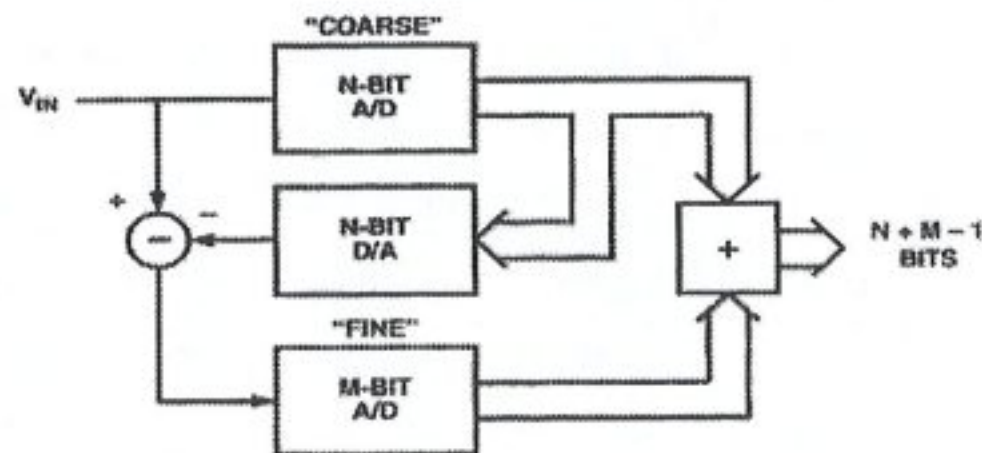 "COARSE"
N-BIT
A/D
VIN
+
−
−
N-BIT
D/A
+
N + M − 1
BITS
"FINE"
M-BIT
A/D